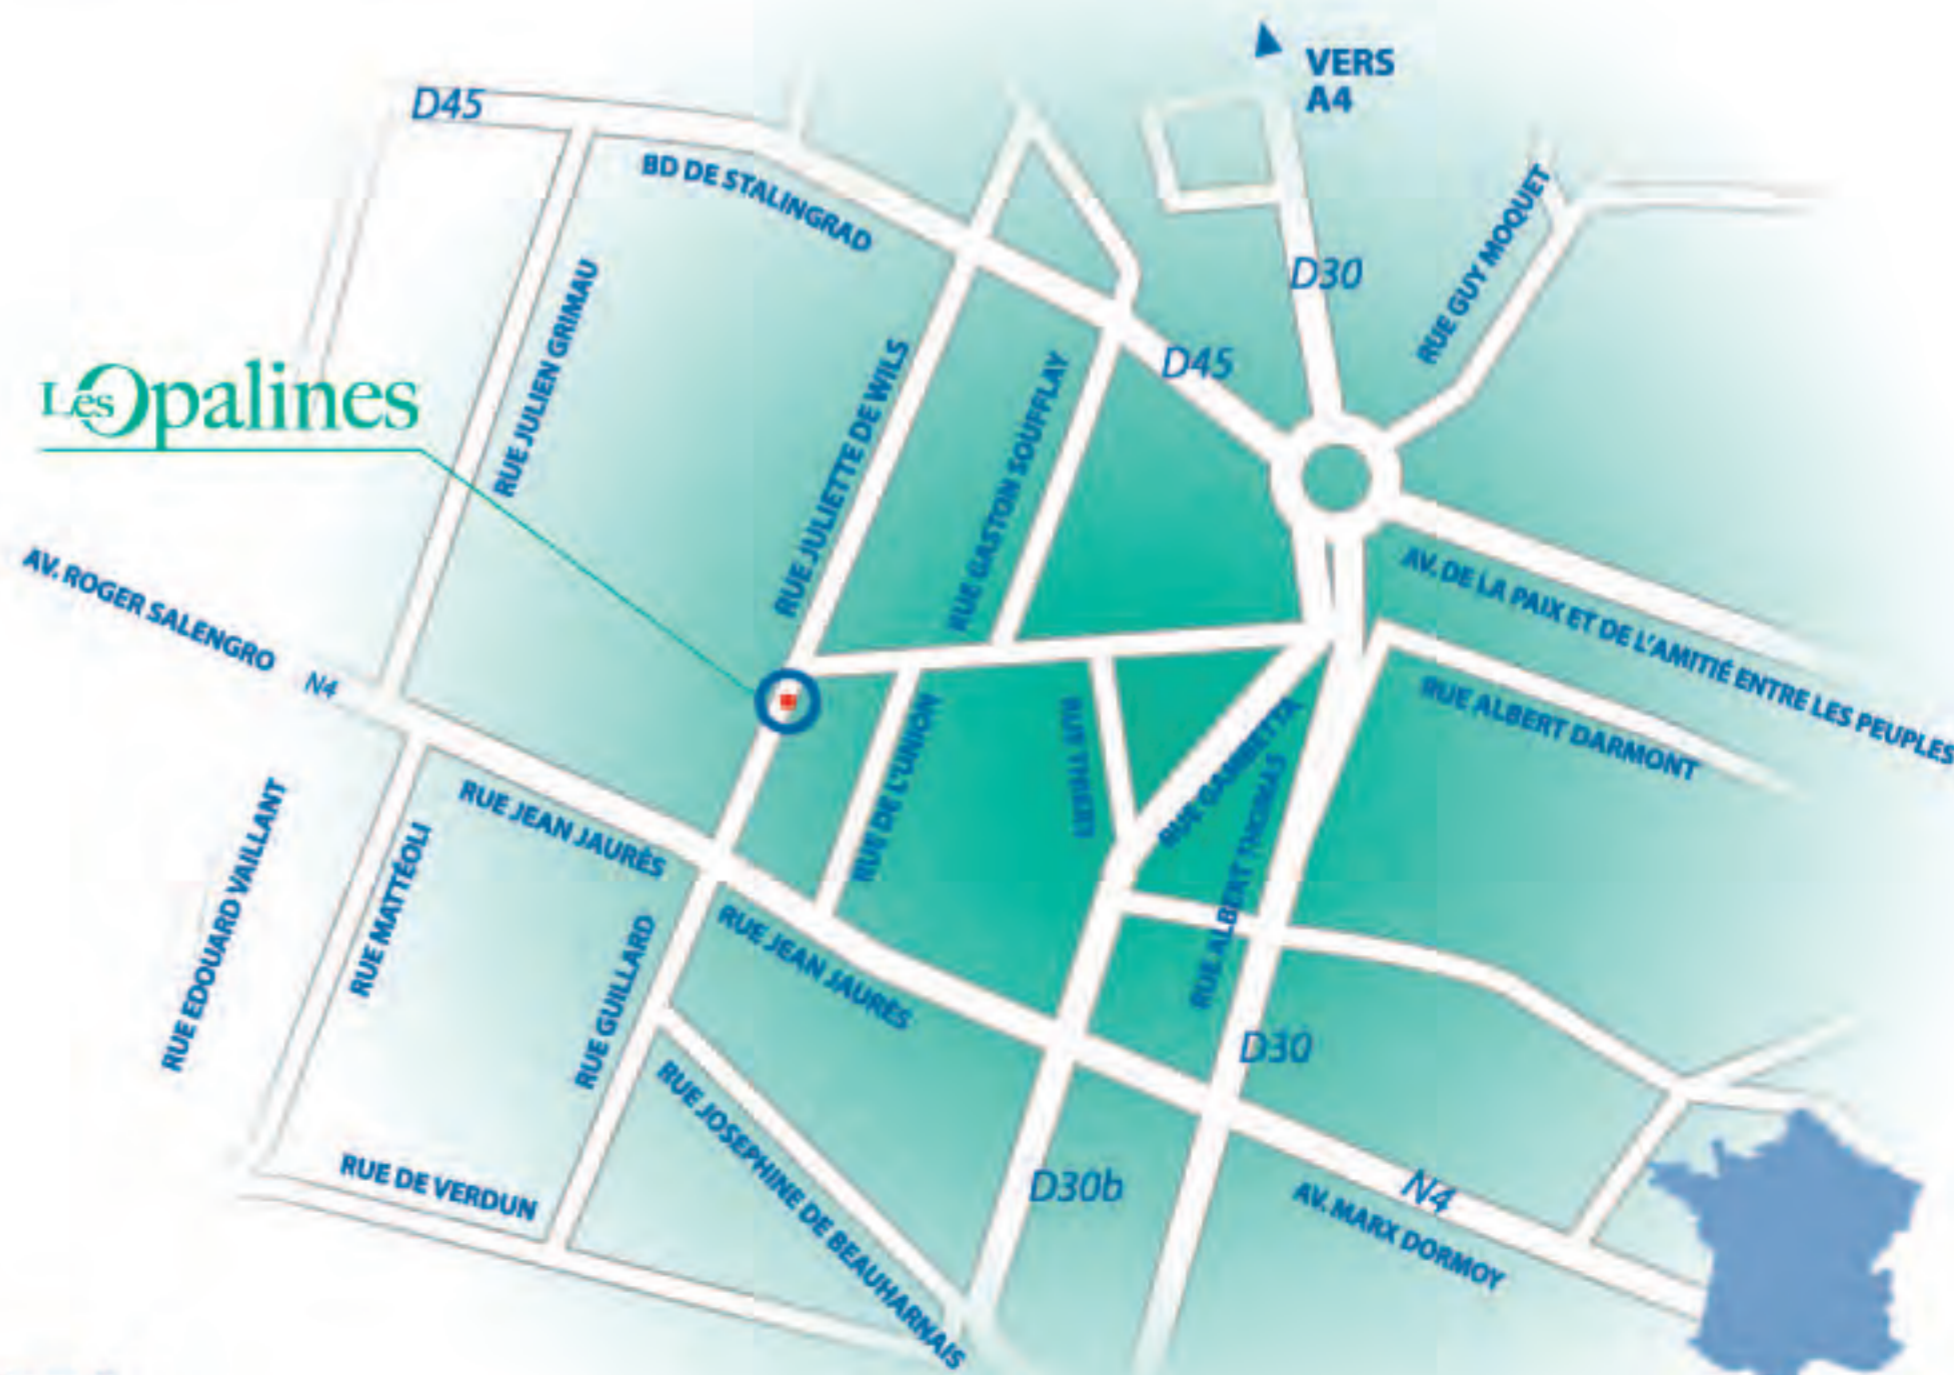 VERS
A4
D45
BD DE STALINGRAD
RUE GUY MOQUET
D30
RUE JULIEN GRIMAU
D45
Les Opalines
RUE JULIETTE DE WILS
RUE GASTON SOUFFLAY
AV. ROGER SALENGRO
N4
AV. DE LA PAIX ET DE L'AMITIÉ ENTRE LES PEUPLES
RUE ALBERT DARMONT
RUE DE L'UNION
RUE THIERT
RUE GAMBETTA
RUE ALBERT THOMAS
RUE JEAN JAURÈS
RUE EDOUARD VAILLANT
RUE MATTÉOLI
RUE GUILLARD
RUE JEAN JAURÈS
D30
RUE JOSEPHINE DE BEAUHARNAIS
RUE DE VERDUN
D30b
N4
AV. MARX DORMOY